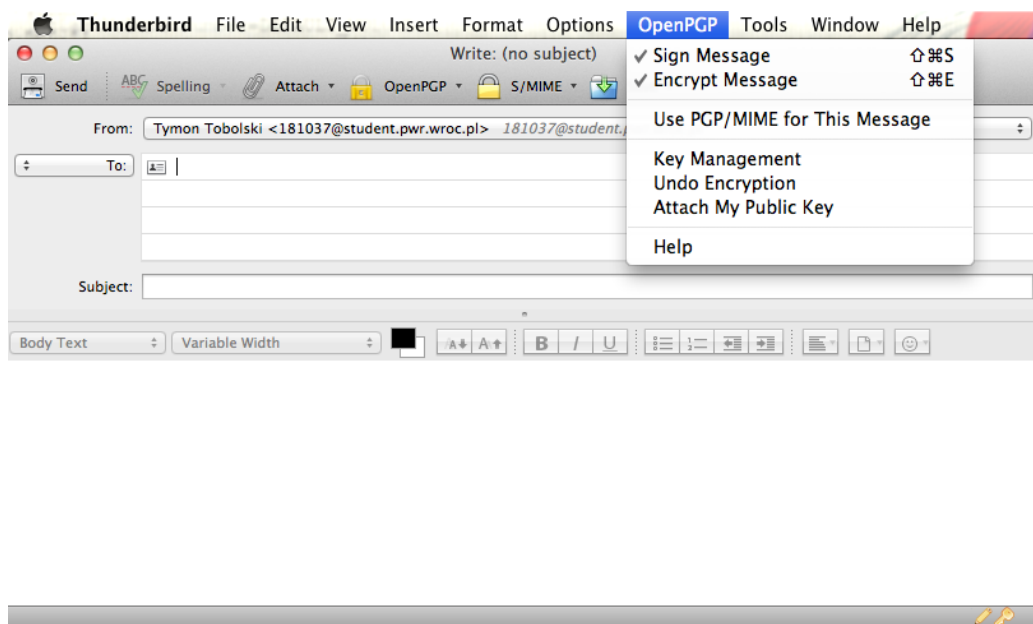 Thunderbird File Edit View Insert Format Options OpenPGP Tools Window Help
Write: (no subject)
✓ Sign Message ⇧⌘S
Send ABC Spelling Attach OpenPGP S/MIME
✓ Encrypt Message ⇧⌘E
Use PGP/MIME for This Message
From: Tymon Tobolski <181037@student.pwr.wroc.pl> 181037@student.
To:
Key Management
Undo Encryption
Attach My Public Key
Help
Subject:
Body Text Variable Width A A B I U